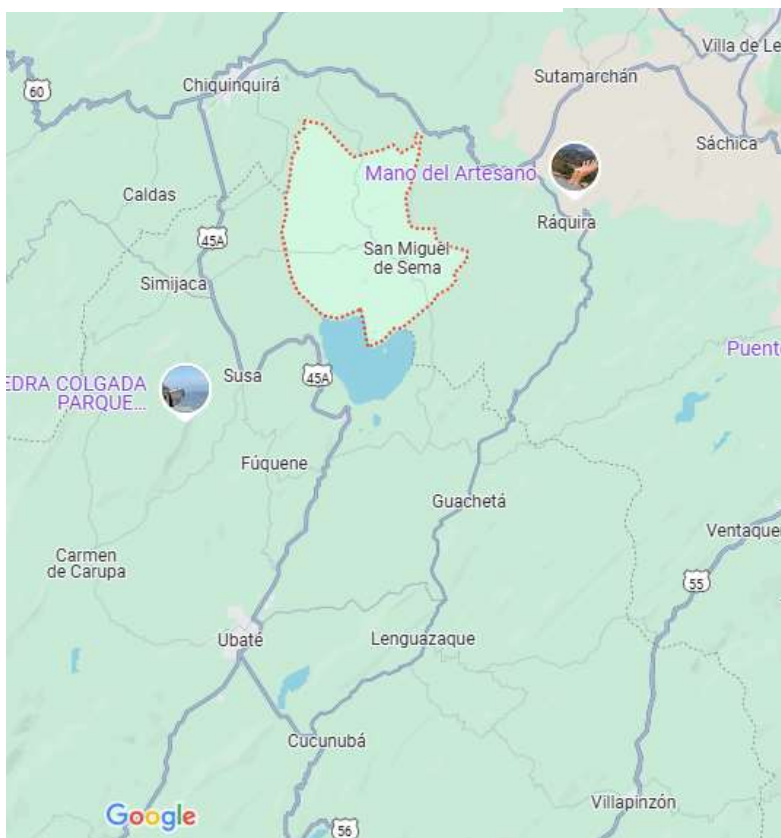 Villa de Le
Chiquinquirá
Sutamarchán
60
Sáchica
Mano del Artesano
Caldas
Ráquira
45A
San Miguel
de Sema
Simijaca
Puent
EDRA COLGADA
PARQUE...
Susa
45A
Fúquene
Guachetá
Ventaque
Carmen
de Carupa
55
Ubaté
Lenguazaque
Cucunubá
Villapinzón
Google
56